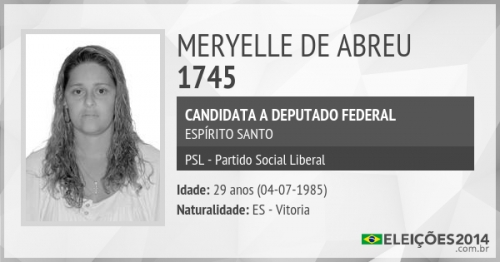 MERYELLE DE ABREU
1745
CANDIDATA A DEPUTADO FEDERAL
ESPÍRITO SANTO
PSL - Partido Social Liberal
Idade: 29 anos (04-07-1985)
Naturalidade: ES - Vitoria
ELEIÇÕES2014
.com.br